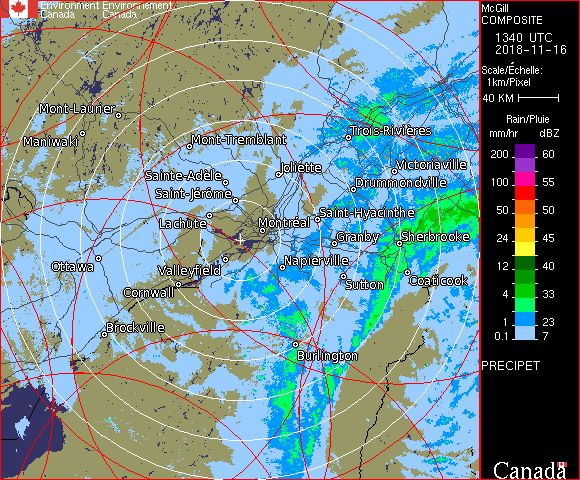 Environment Environnement
Canada Canada
McGill
COMPOSITE
1340 UTC
2018-11-16
Scale/Échelle:
1km/Pixel
40 KM
Rain/Pluie
mm/hr dBZ
200 60
100 55
50 50
24 45
12 40
4 33
1 23
0.1 7
PRECIPET
Canada
Mont-Laurier
Maniwaki
Mont-Tremblant
Trois-Rivières
Joliette
Victoriaville
Sainte-Adèle
Drummondville
Saint-Jérôme
Lachute
Saint-Hyacinthe
Montréal
Granby
Sherbrooke
Ottawa
Valleyfield
Napierville
Cornwall
Sutton
Coaticook
Brockville
Burlington